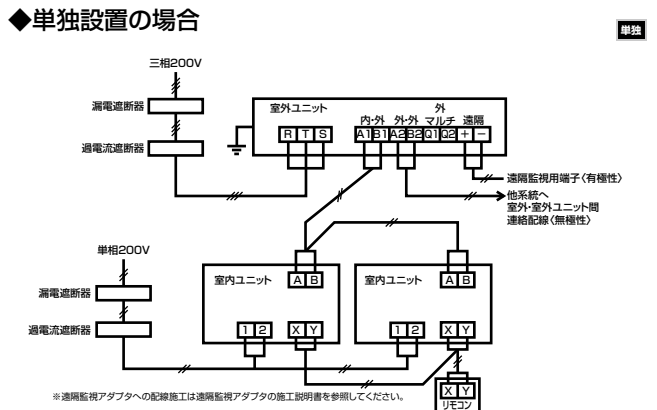 ◆単独設置の場合
単独
三相200V
漏電遮断器
過電流遮断器
室外ユニット
内・外 外・外 外マルチ 遠隔
R T S A1 B1 A2 B2 Q1 Q2 + −
遠隔監視用端子〈有極性〉
他系統へ
室外・室外ユニット間
連絡配線〈無極性〉
単相200V
漏電遮断器
過電流遮断器
室内ユニット
A B
1 2 X Y
室内ユニット
A B
1 2 X Y
X Y
リモコン
※遠隔監視アダプタへの配線施工は遠隔監視アダプタの施工説明書を参照してください。